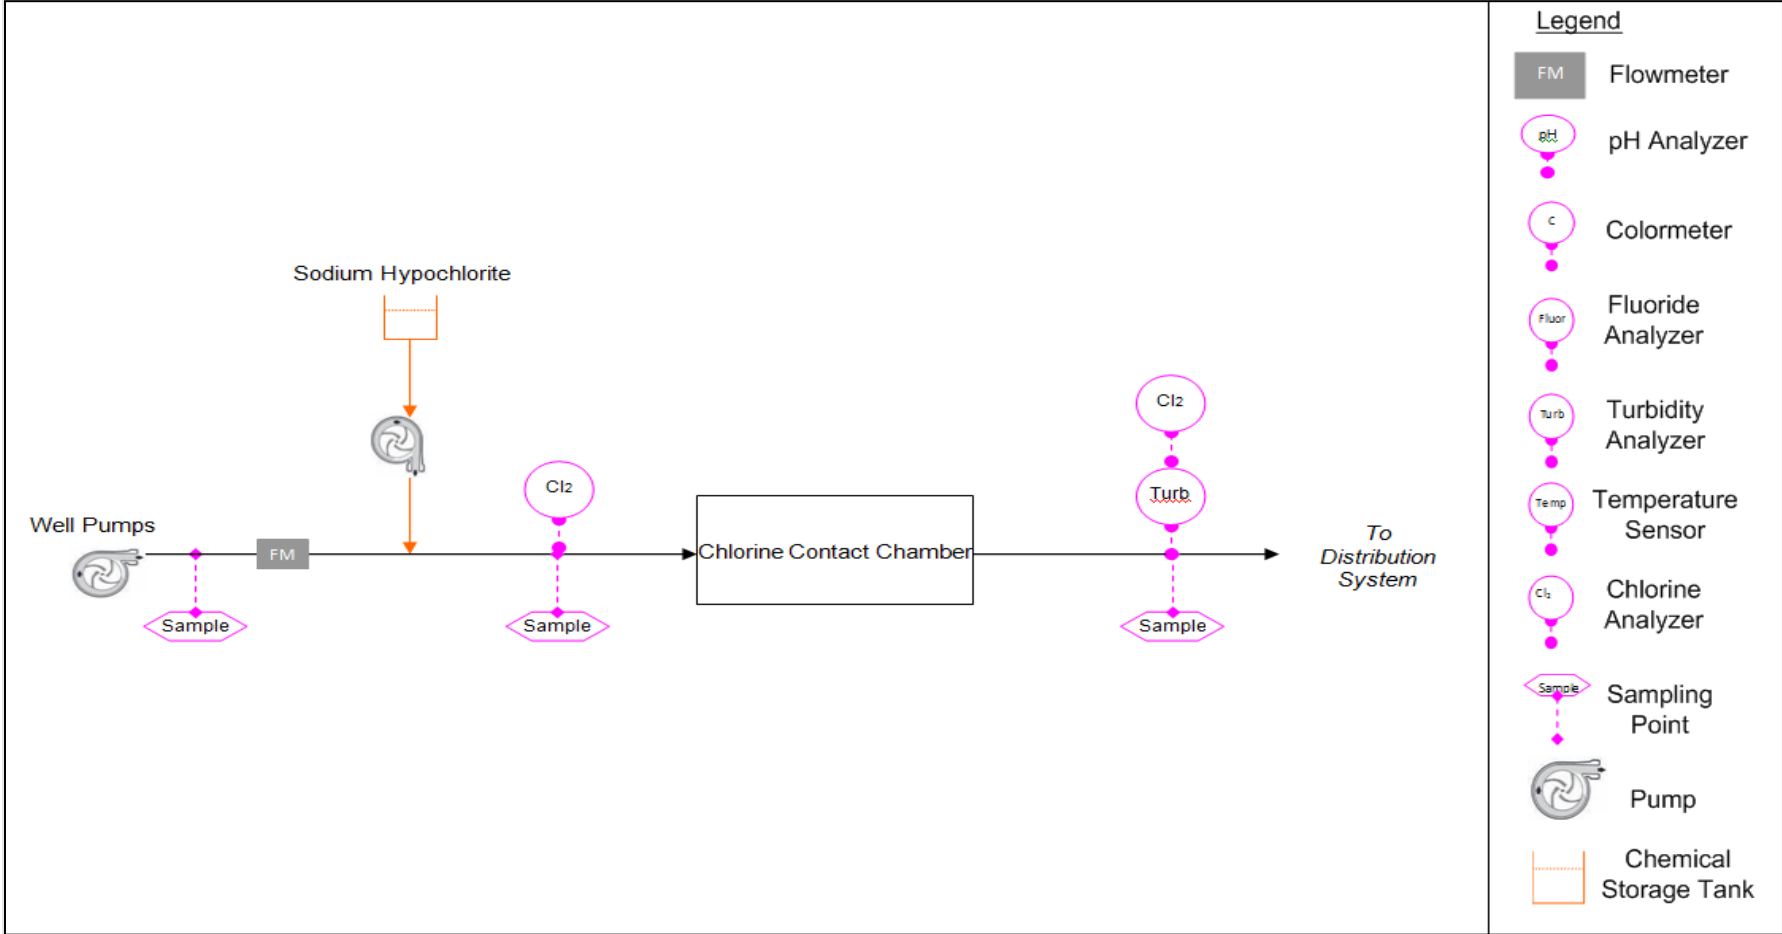 Sodium Hypochlorite
Cl2
Cl2
Turb
Well Pumps
FM
Chlorine Contact Chamber
To
Distribution
System
Sample
Sample
Sample
Legend
FM
Flowmeter
pH
pH Analyzer
C
Colormeter
Fluor
Fluoride
Analyzer
Turb
Turbidity
Analyzer
Temp
Temperature
Sensor
Cl2
Chlorine
Analyzer
Sample
Sampling
Point
Pump
Chemical
Storage Tank